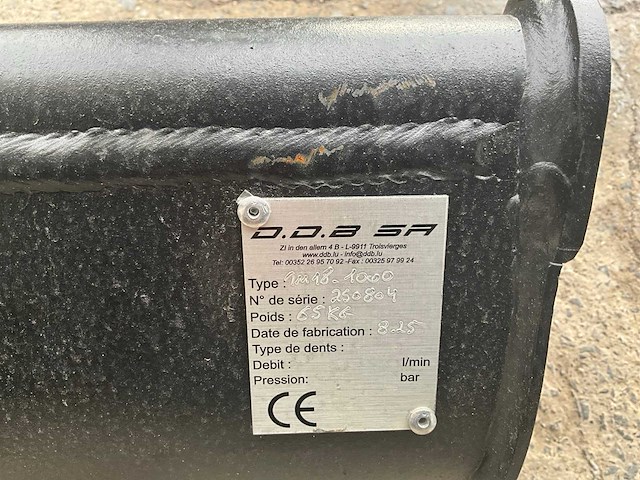 D.D.B SA
ZI in den allern 4 B - L-9911 Troisvierges
www.ddb.lu - info@ddb.lu
Tel: 00352 26 95 70 92 -Fax : 00325 97 99 24
Type :
N° de série : 250804
Poids : 65 KG
Date de fabrication : 8.25
Type de dents :
Debit : l/min
Pression: bar
CE